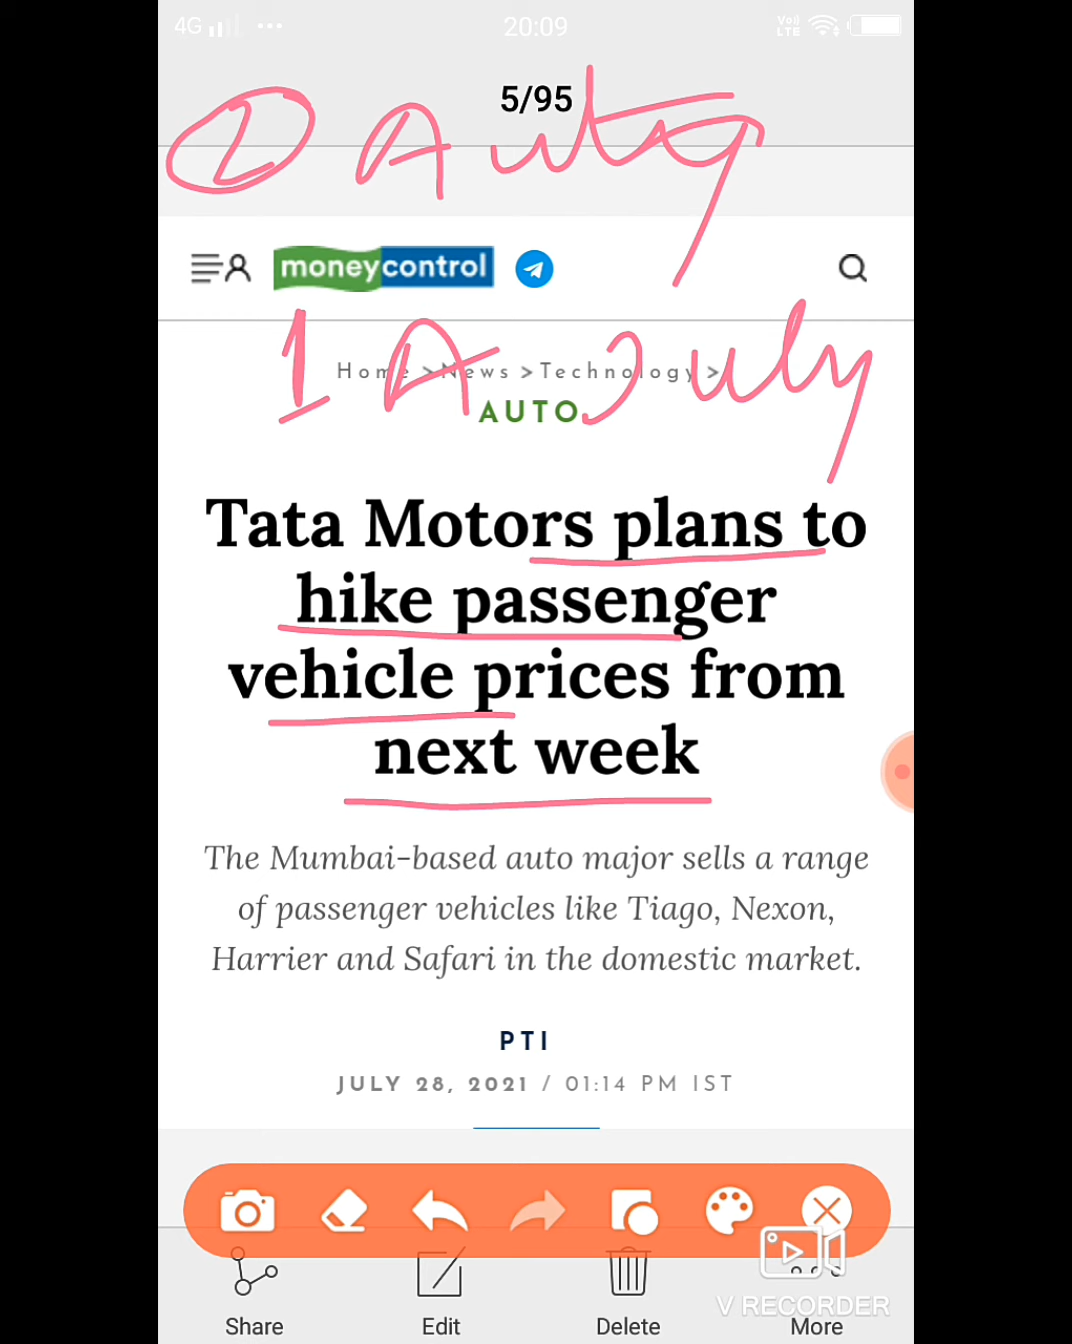 4G 20:09 Vo) LTE
5/95
2 Auto
moneycontrol
1 A July
Home > News > Technology >
AUTO
Tata Motors plans to
hike passenger
vehicle prices from
next week
The Mumbai-based auto major sells a range
of passenger vehicles like Tiago, Nexon,
Harrier and Safari in the domestic market.
PTI
JULY 28, 2021 / 01:14 PM IST
V RECORDER
Share Edit Delete More